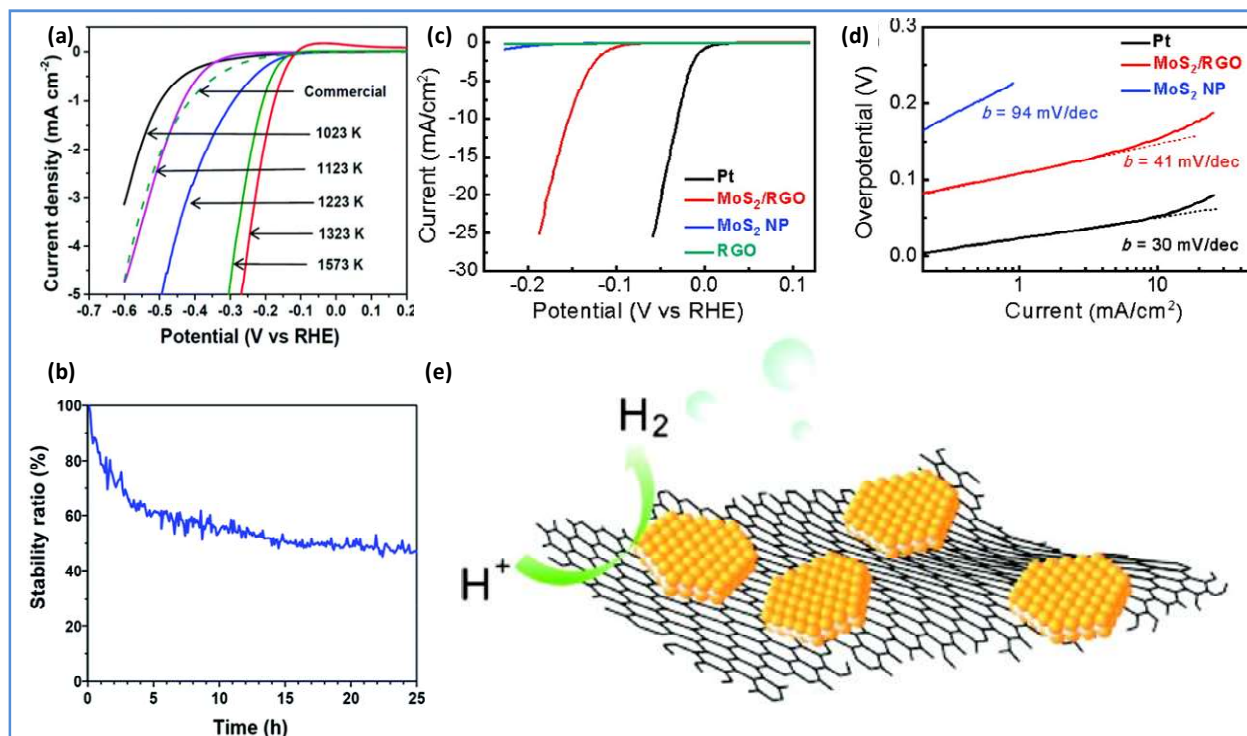 (a)
Current density (mA cm⁻²)
0
-1
-2
-3
-4
-5
-0.7 -0.6 -0.5 -0.4 -0.3 -0.2 -0.1 0.0 0.1 0.2
Potential (V vs RHE)
Commercial
1023 K
1123 K
1223 K
1323 K
1573 K
(c)
Current (mA/cm²)
0
-5
-10
-15
-20
-25
-30
-0.2 -0.1 0.0 0.1
Potential (V vs RHE)
Pt
MoS₂/RGO
MoS₂ NP
RGO
(d)
Overpotential (V)
0.3
0.2
0.1
0.0
1 10
Current (mA/cm²)
Pt
MoS₂/RGO
MoS₂ NP
b = 94 mV/dec
b = 41 mV/dec
b = 30 mV/dec
(b)
Stability ratio (%)
100
80
60
40
20
0
0 5 10 15 20 25
Time (h)
(e)
H₂
H⁺